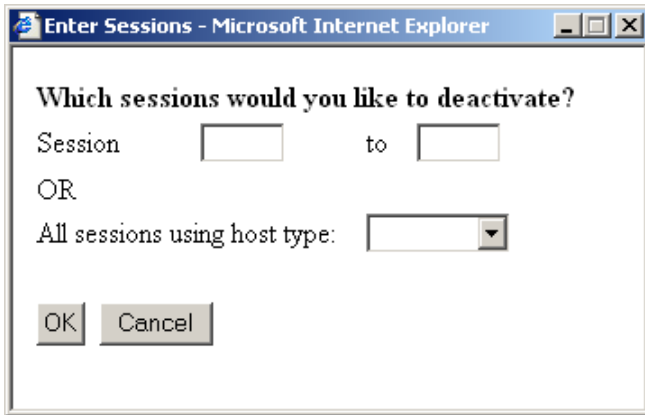 Enter Sessions - Microsoft Internet Explorer
Which sessions would you like to deactivate?
Session to
OR
All sessions using host type:
OK Cancel